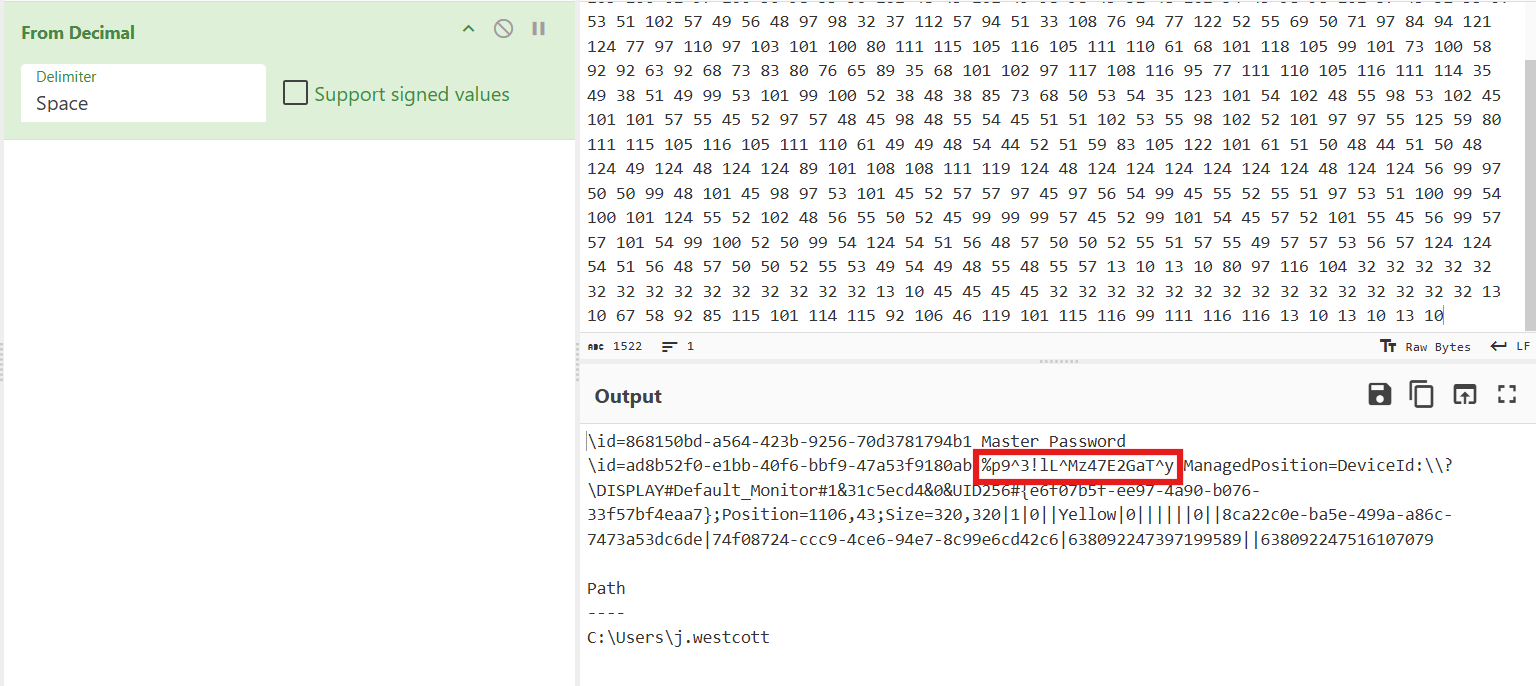 From Decimal
Delimiter
Space
Support signed values
53 51 102 57 49 56 48 97 98 32 37 112 57 94 51 33 108 76 94 77 122 52 55 69 50 71 97 84 94 121
124 77 97 110 97 103 101 100 80 111 115 105 116 105 111 110 61 68 101 118 105 99 101 73 100 58
92 92 63 92 68 73 83 80 76 65 89 35 68 101 102 97 117 108 116 95 77 111 110 105 116 111 114 35
49 38 51 49 99 53 101 99 100 52 38 48 38 85 73 68 50 53 54 35 123 101 54 102 48 55 98 53 102 45
101 101 57 55 45 52 97 57 48 45 98 48 55 54 45 51 51 102 53 55 98 102 52 101 97 97 55 125 59 80
111 115 105 116 105 111 110 61 49 49 48 54 44 52 51 59 83 105 122 101 61 51 50 48 44 51 50 48
124 49 124 48 124 124 89 101 108 108 111 119 124 48 124 124 124 124 124 124 48 124 124 56 99 97
50 50 99 48 101 45 98 97 53 101 45 52 57 57 97 45 97 56 54 99 45 55 52 55 51 97 53 51 100 99 54
100 101 124 55 52 102 48 56 55 50 52 45 99 99 99 57 45 52 99 101 54 45 57 52 101 55 45 56 99 57
57 101 54 99 100 52 50 99 54 124 54 51 56 48 57 50 50 52 55 51 57 55 49 57 57 53 56 57 124 124
54 51 56 48 57 50 50 52 55 53 49 54 49 48 55 48 55 57 13 10 13 10 80 97 116 104 32 32 32 32 32
32 32 32 32 32 32 32 32 32 32 13 10 45 45 45 45 32 32 32 32 32 32 32 32 32 32 32 32 32 32 32 13
10 67 58 92 85 115 101 114 115 92 106 46 119 101 115 116 99 111 116 116 13 10 13 10 13 10
ABC 1522 1 Tт Raw Bytes LF
Output
\id=868150bd-a564-423b-9256-70d3781794b1 Master Password
\id=ad8b52f0-e1bb-40f6-bbf9-47a53f9180ab %p9^3!lL^Mz47E2GaT^y ManagedPosition=DeviceId:\\?
\DISPLAY#Default_Monitor#1&31c5ecd4&0&UID256#{e6f07b5f-ee97-4a90-b076-
33f57bf4eaa7};Position=1106,43;Size=320,320|1|0||Yellow|0||||||0||8ca22c0e-ba5e-499a-a86c-
7473a53dc6de|74f08724-ccc9-4ce6-94e7-8c99e6cd42c6|638092247397199589||638092247516107079
Path
----
C:\Users\j.westcott